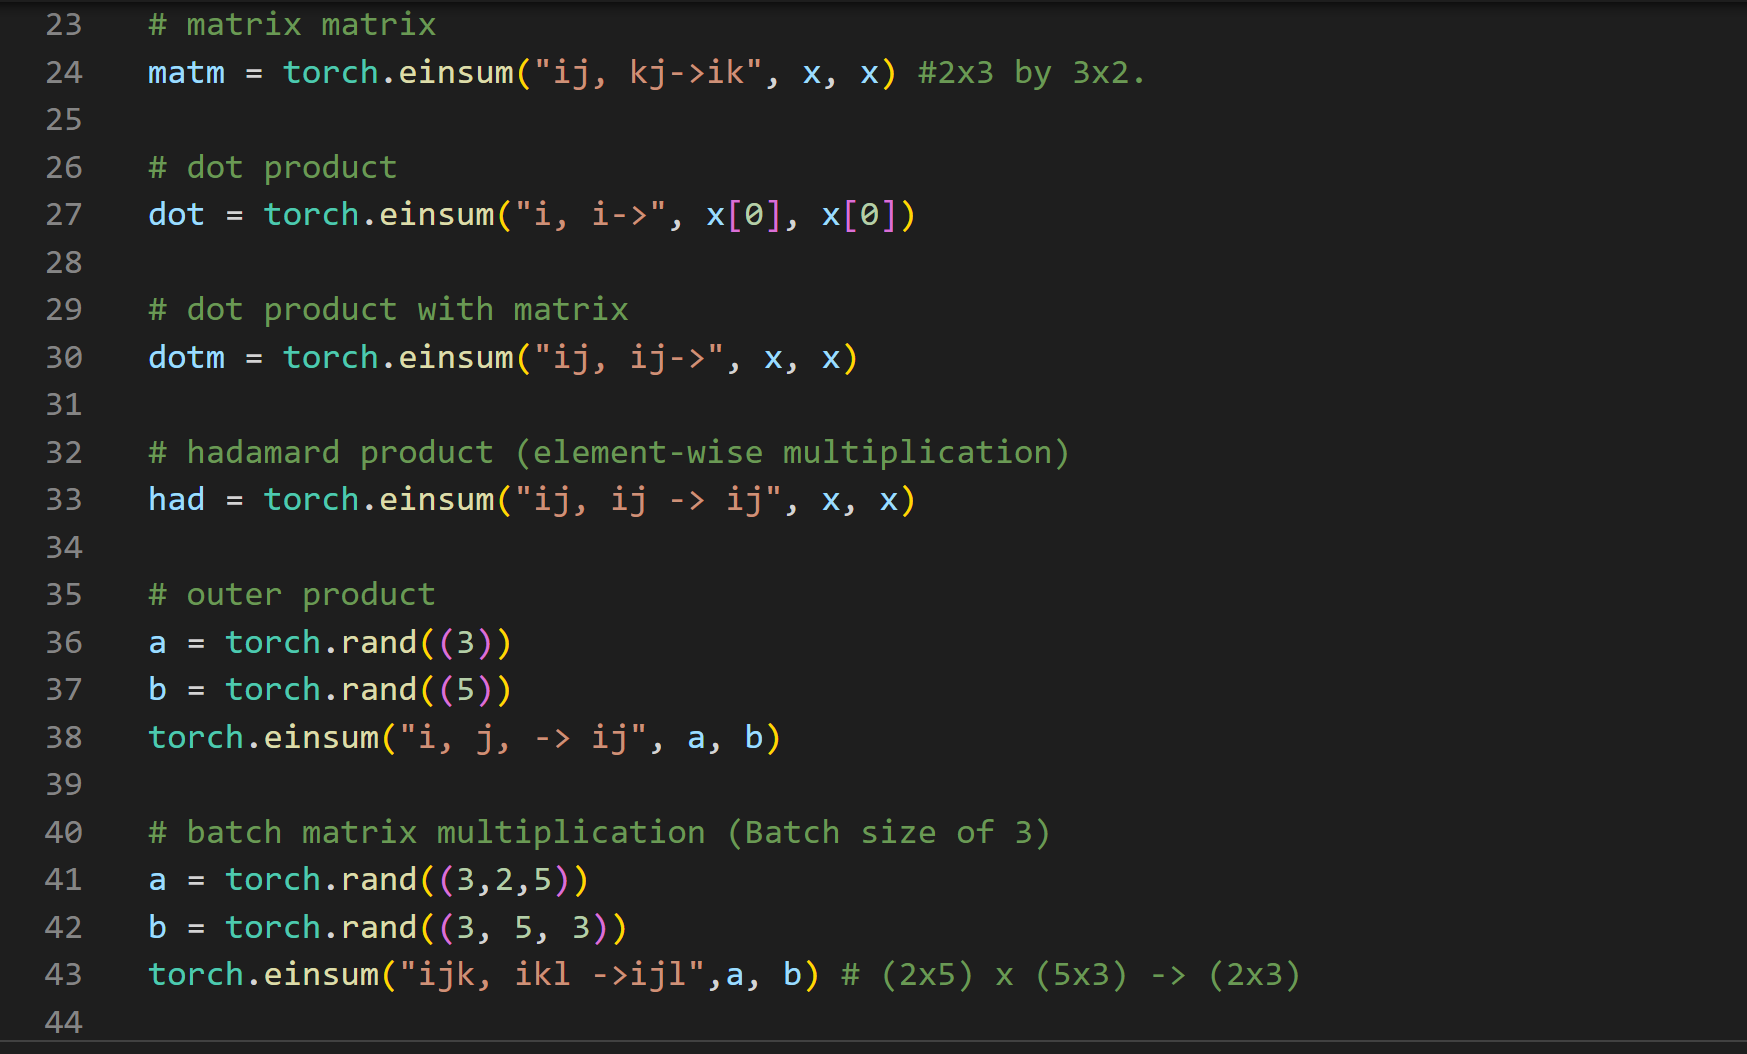 23 # matrix matrix
24 matm = torch.einsum("ij, kj->ik", x, x) #2x3 by 3x2.
25
26 # dot product
27 dot = torch.einsum("i, i->", x[0], x[0])
28
29 # dot product with matrix
30 dotm = torch.einsum("ij, ij->", x, x)
31
32 # hadamard product (element-wise multiplication)
33 had = torch.einsum("ij, ij -> ij", x, x)
34
35 # outer product
36 a = torch.rand((3))
37 b = torch.rand((5))
38 torch.einsum("i, j, -> ij", a, b)
39
40 # batch matrix multiplication (Batch size of 3)
41 a = torch.rand((3,2,5))
42 b = torch.rand((3, 5, 3))
43 torch.einsum("ijk, ikl ->ijl",a, b) # (2x5) x (5x3) -> (2x3)
44